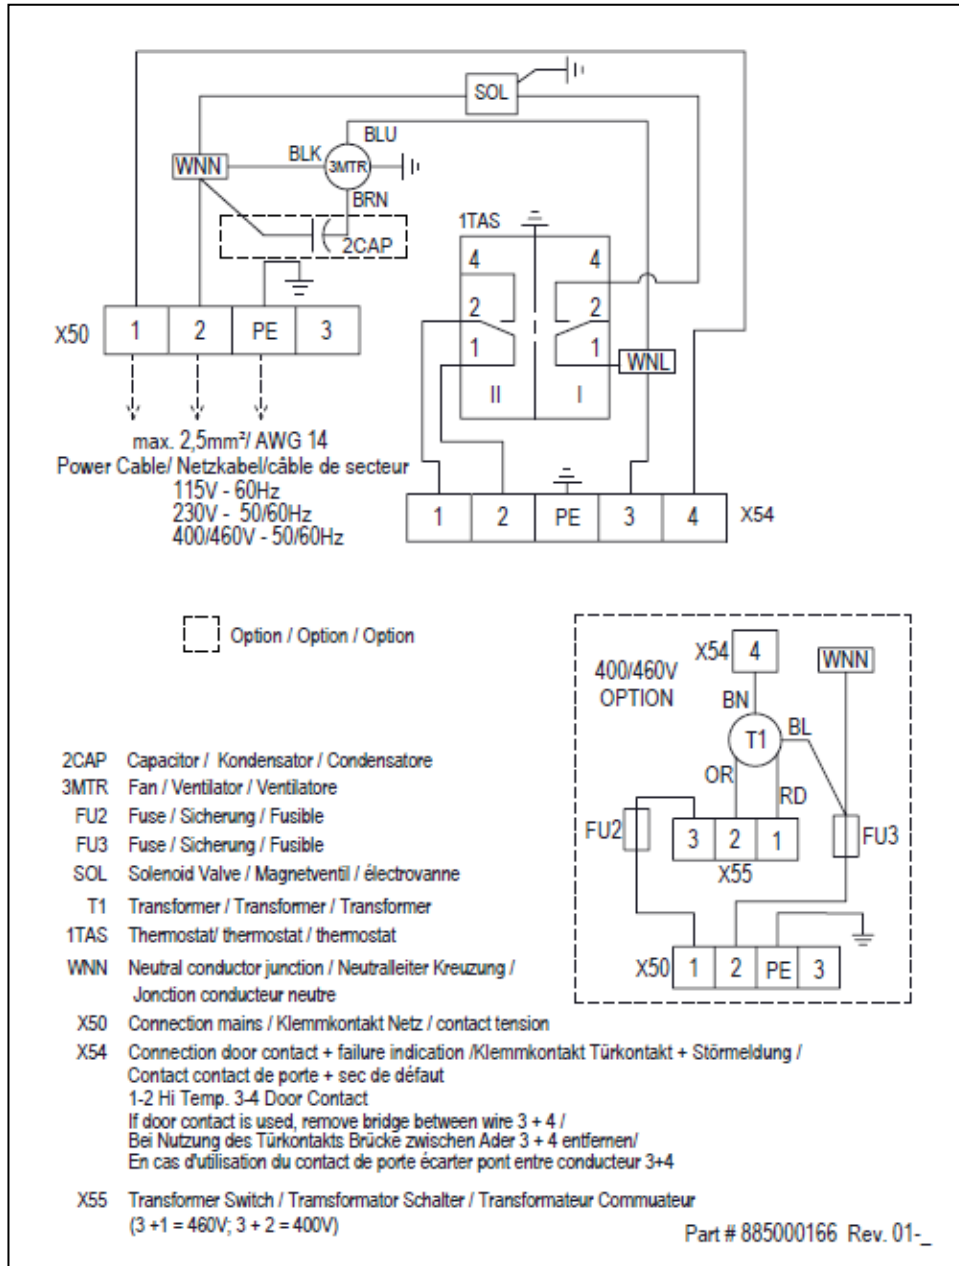 SOL
BLU
WNN
BLK
3MTR
BRN
2CAP
1TAS
4 4
2 2
1 1
WNL
II I
X50 1 2 PE 3
max. 2,5mm²/ AWG 14
Power Cable/ Netzkabel/câble de secteur
115V - 60Hz
230V - 50/60Hz
400/460V - 50/60Hz
1 2 PE 3 4 X54
Option / Option / Option
400/460V
OPTION
X54 4
WNN
BN
BL
T1
OR
RD
FU2
3 2 1
FU3
X55
X50 1 2 PE 3
2CAP Capacitor / Kondensator / Condensatore
3MTR Fan / Ventilator / Ventilatore
FU2 Fuse / Sicherung / Fusible
FU3 Fuse / Sicherung / Fusible
SOL Solenoid Valve / Magnetventil / électrovanne
T1 Transformer / Transformer / Transformer
1TAS Thermostat/ thermostat / thermostat
WNN Neutral conductor junction / Neutralleiter Kreuzung /
Jonction conducteur neutre
X50 Connection mains / Klemmkontakt Netz / contact tension
X54 Connection door contact + failure indication /Klemmkontakt Türkontakt + Störmeldung /
Contact contact de porte + sec de défaut
1-2 Hi Temp. 3-4 Door Contact
If door contact is used, remove bridge between wire 3 + 4 /
Bei Nutzung des Türkontakts Brücke zwischen Ader 3 + 4 entfernen/
En cas d'utilisation du contact de porte écarter pont entre conducteur 3+4
X55 Transformer Switch / Tramsformator Schalter / Transformateur Commuateur
(3 +1 = 460V; 3 + 2 = 400V)
Part # 885000166 Rev. 01-_